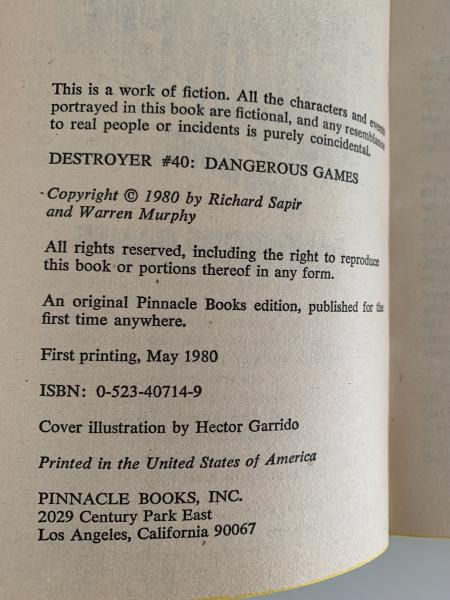 This is a work of fiction. All the characters and events
portrayed in this book are fictional, and any resemblance
to real people or incidents is purely coincidental.
DESTROYER #40: DANGEROUS GAMES
Copyright © 1980 by Richard Sapir
and Warren Murphy
All rights reserved, including the right to reproduce
this book or portions thereof in any form.
An original Pinnacle Books edition, published for the
first time anywhere.
First printing, May 1980
ISBN: 0-523-40714-9
Cover illustration by Hector Garrido
Printed in the United States of America
PINNACLE BOOKS, INC.
2029 Century Park East
Los Angeles, California 90067